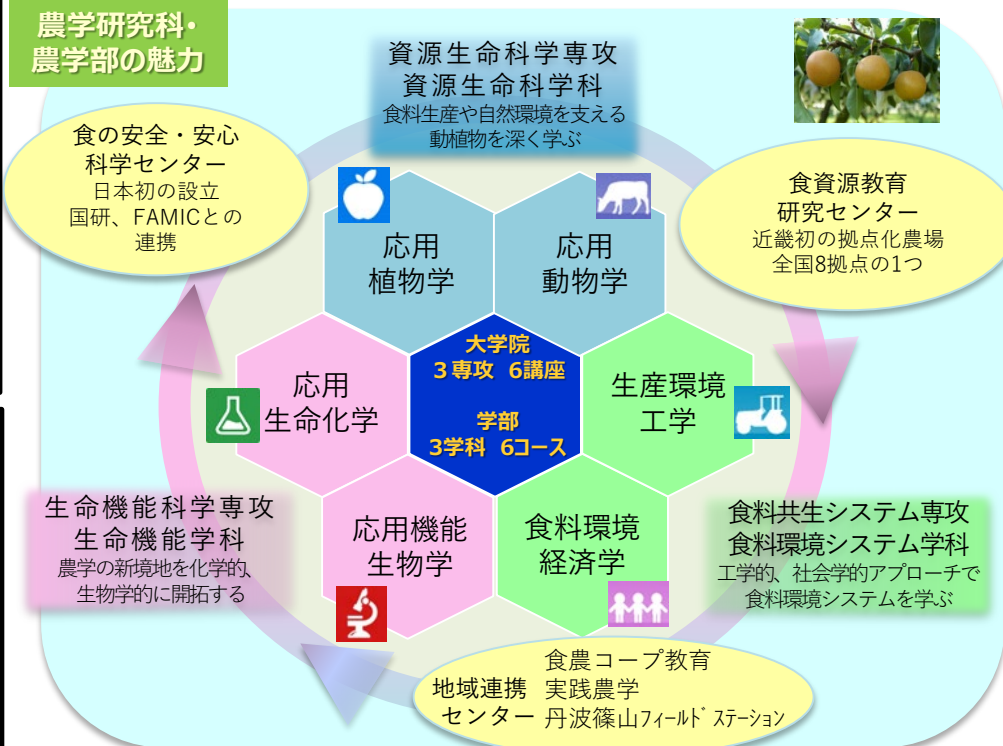 農学研究科・
農学部の魅力
資源生命科学専攻
資源生命科学科
食料生産や自然環境を支える
動植物を深く学ぶ
食の安全・安心
科学センター
日本初の設立
国研、FAMICとの
連携
食資源教育
研究センター
近畿初の拠点化農場
全国8拠点の1つ
応用
植物学
応用
動物学
大学院
3専攻 6講座
学部
3学科 6コース
応用
生命化学
生産環境
工学
応用機能
生物学
食料環境
経済学
生命機能科学専攻
生命機能学科
農学の新境地を化学的、
生物学的に開拓する
食料共生システム専攻
食料環境システム学科
工学的、社会学的アプローチで
食料環境システムを学ぶ
地域連携
センター
食農コープ教育
実践農学
丹波篠山フィールドステーション